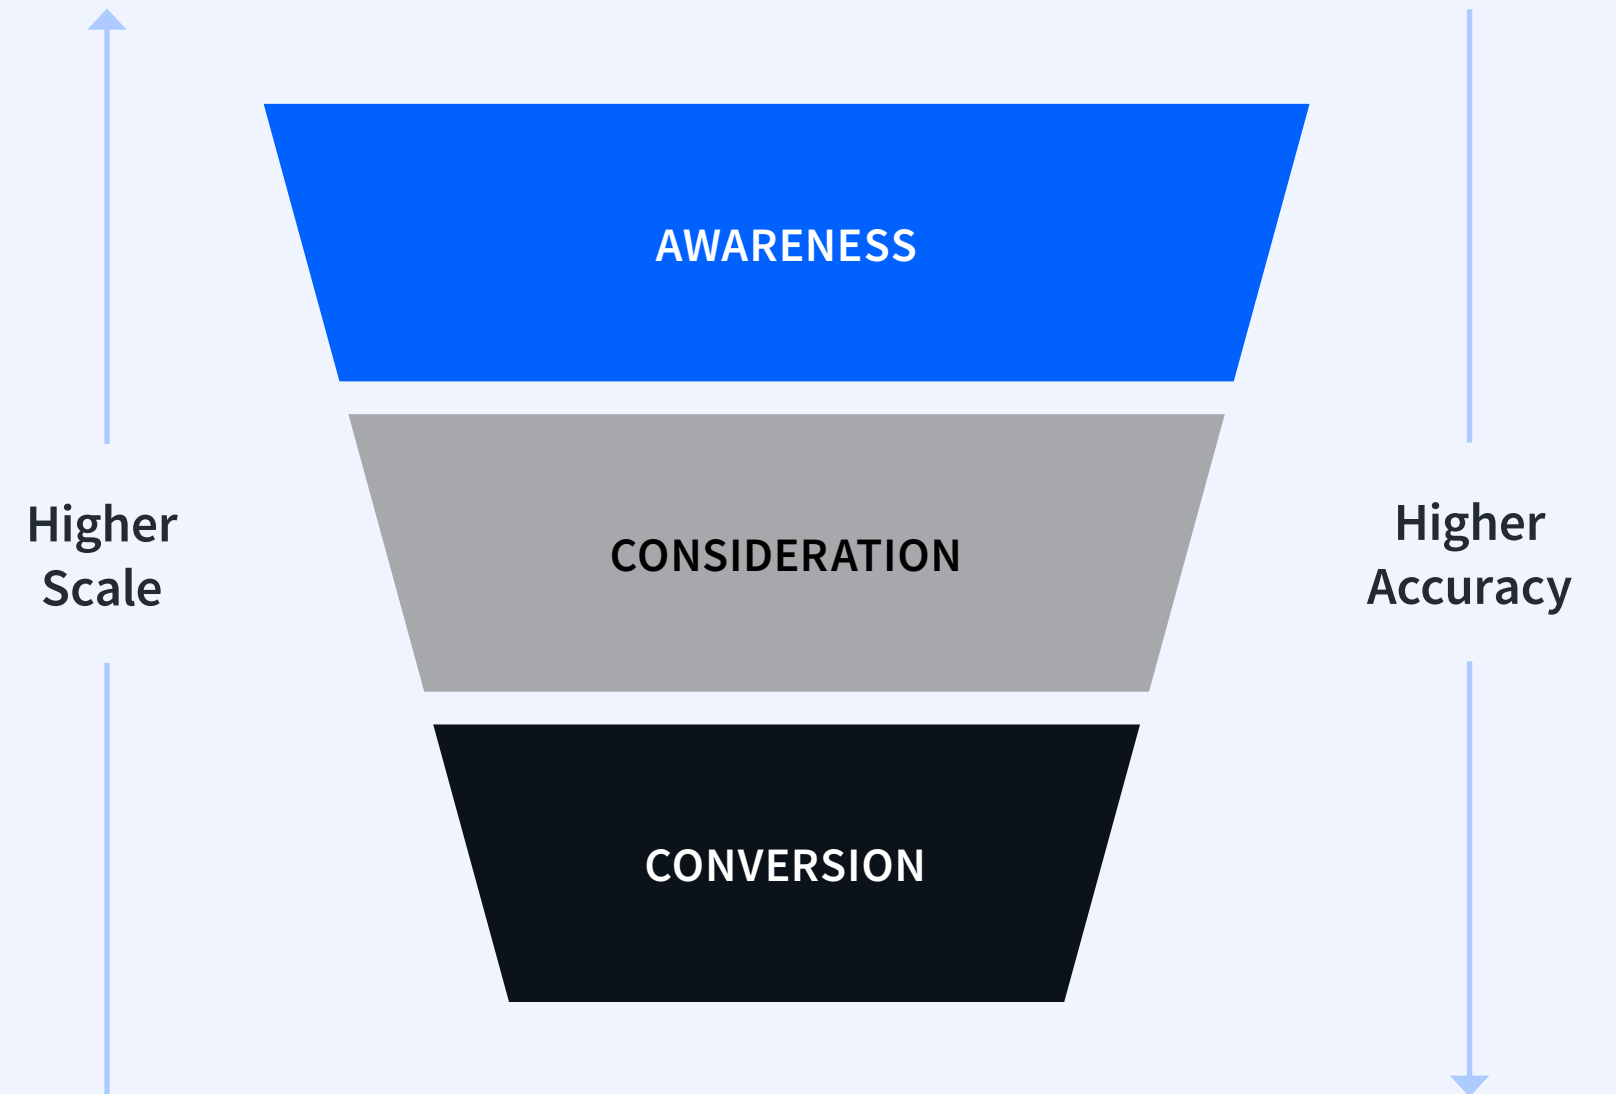 AWARENESS
CONSIDERATION
CONVERSION
Higher
Scale
Higher
Accuracy